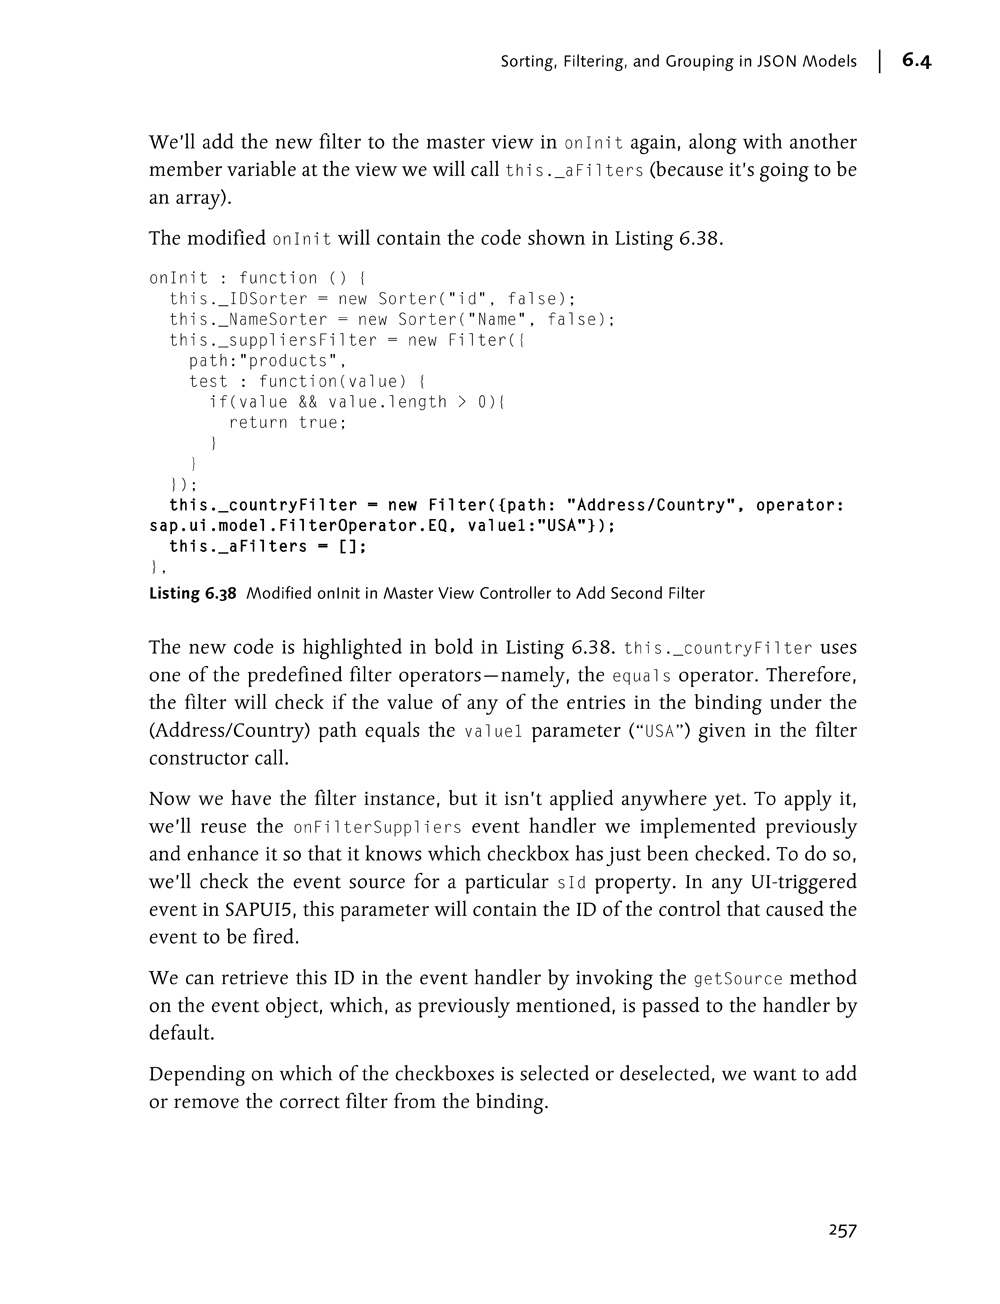 Sorting, Filtering, and Grouping in JSON Models | 6.4
We'll add the new filter to the master view in onInit again, along with another
member variable at the view we will call this._aFilters (because it's going to be
an array).
The modified onInit will contain the code shown in Listing 6.38.
onInit : function () {
  this._IDSorter = new Sorter("id", false);
  this._NameSorter = new Sorter("Name", false);
  this._suppliersFilter = new Filter({
    path:"products",
    test : function(value) {
      if(value && value.length > 0){
        return true;
      }
    }
  });
  this._countryFilter = new Filter({path: "Address/Country", operator:
sap.ui.model.FilterOperator.EQ, value1:"USA"});
  this._aFilters = [];
},
Listing 6.38 Modified onInit in Master View Controller to Add Second Filter
The new code is highlighted in bold in Listing 6.38. this._countryFilter uses
one of the predefined filter operators—namely, the equals operator. Therefore,
the filter will check if the value of any of the entries in the binding under the
(Address/Country) path equals the value1 parameter (“USA”) given in the filter
constructor call.
Now we have the filter instance, but it isn't applied anywhere yet. To apply it,
we'll reuse the onFilterSuppliers event handler we implemented previously
and enhance it so that it knows which checkbox has just been checked. To do so,
we'll check the event source for a particular sId property. In any UI-triggered
event in SAPUI5, this parameter will contain the ID of the control that caused the
event to be fired.
We can retrieve this ID in the event handler by invoking the getSource method
on the event object, which, as previously mentioned, is passed to the handler by
default.
Depending on which of the checkboxes is selected or deselected, we want to add
or remove the correct filter from the binding.
257